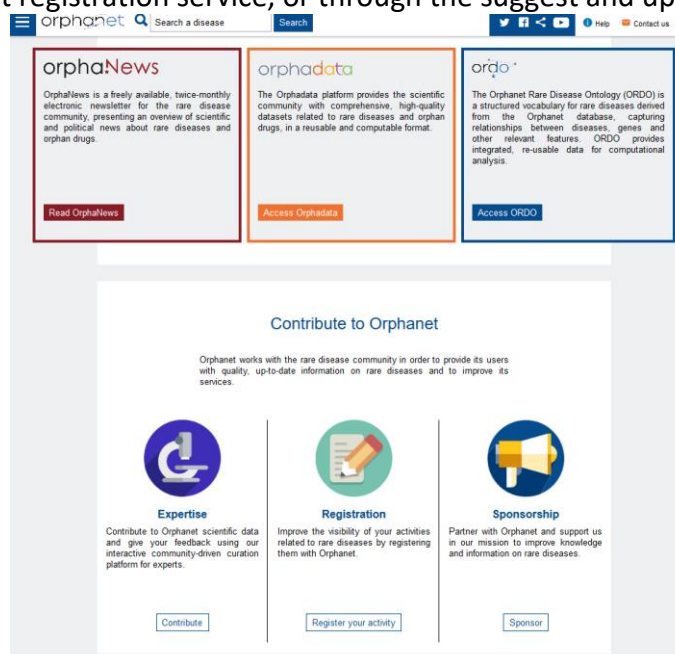 t registration service, or through the suggest and up
orphanet Search a disease Search Help Contact us
orphaNews
OrphaNews is a freely available, twice-monthly
electronic newsletter for the rare disease
community, presenting an overview of scientific
and political news about rare diseases and
orphan drugs.
Read OrphaNews
orphadata
The Orphadata platform provides the scientific
community with comprehensive, high-quality
datasets related to rare diseases and orphan
drugs, in a reusable and computable format.
Access Orphadata
ordo
The Orphanet Rare Disease Ontology (ORDO) is
a structured vocabulary for rare diseases derived
from the Orphanet database, capturing
relationships between diseases, genes and
other relevant features. ORDO provides
integrated, re-usable data for computational
analysis.
Access ORDO
Contribute to Orphanet
Orphanet works with the rare disease community in order to provide its users
with quality, up-to-date information on rare diseases and to improve its
services.
Expertise
Contribute to Orphanet scientific data
and give your feedback using our
interactive community-driven curation
platform for experts.
Contribute
Registration
Improve the visibility of your activities
related to rare diseases by registering
them with Orphanet.
Register your activity
Sponsorship
Partner with Orphanet and support us
in our mission to improve knowledge
and information on rare diseases.
Sponsor